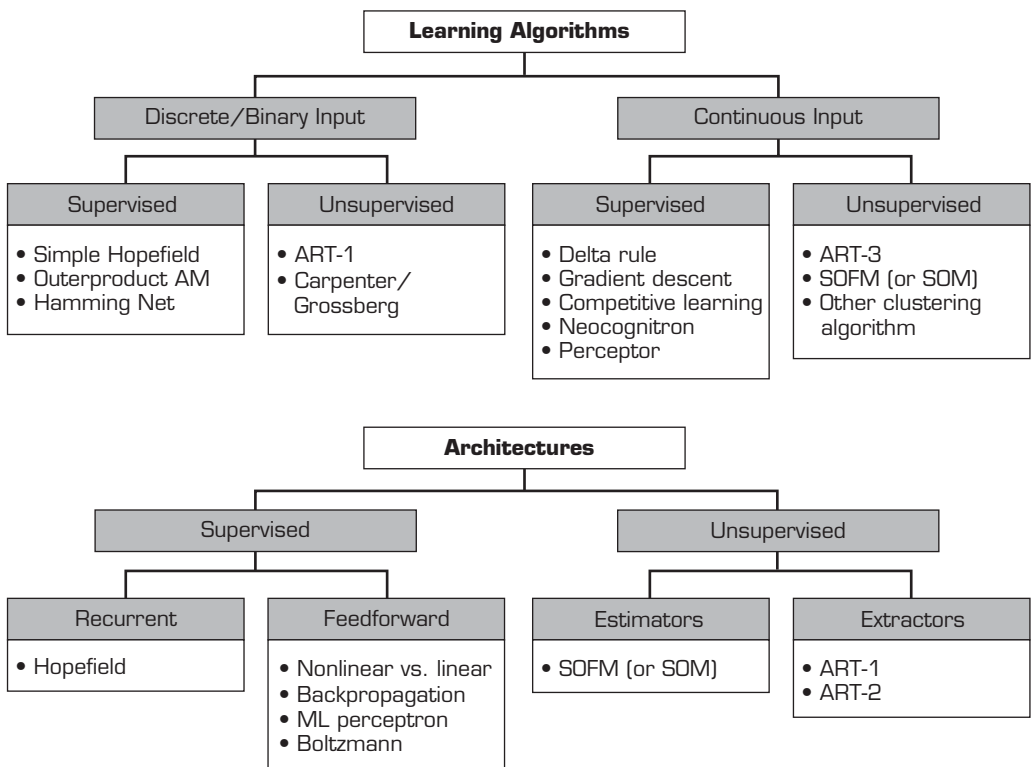 Learning Algorithms
Discrete/Binary Input
Continuous Input
Supervised
• Simple Hopefield
• Outerproduct AM
• Hamming Net
Unsupervised
• ART-1
• Carpenter/
Grossberg
Supervised
• Delta rule
• Gradient descent
• Competitive learning
• Neocognitron
• Perceptor
Unsupervised
• ART-3
• SOFM (or SOM)
• Other clustering
algorithm
Architectures
Supervised
Unsupervised
Recurrent
• Hopefield
Feedforward
• Nonlinear vs. linear
• Backpropagation
• ML perceptron
• Boltzmann
Estimators
• SOFM (or SOM)
Extractors
• ART-1
• ART-2